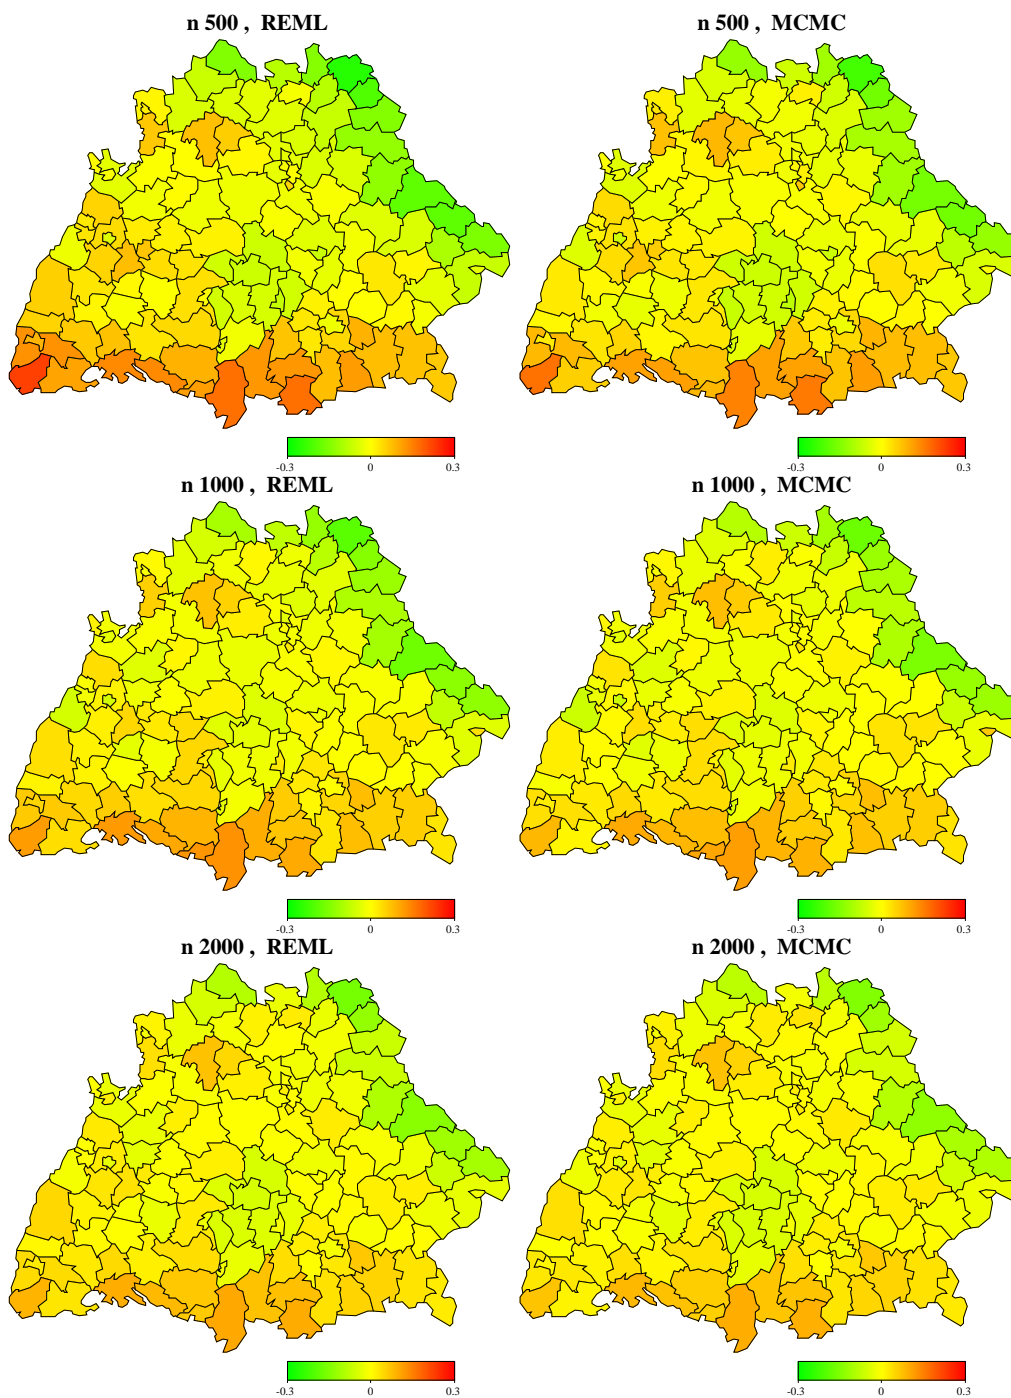 n 500 , REML
n 500 , MCMC
-0.3 0 0.3
-0.3 0 0.3
n 1000 , REML
n 1000 , MCMC
-0.3 0 0.3
-0.3 0 0.3
n 2000 , REML
n 2000 , MCMC
-0.3 0 0.3
-0.3 0 0.3